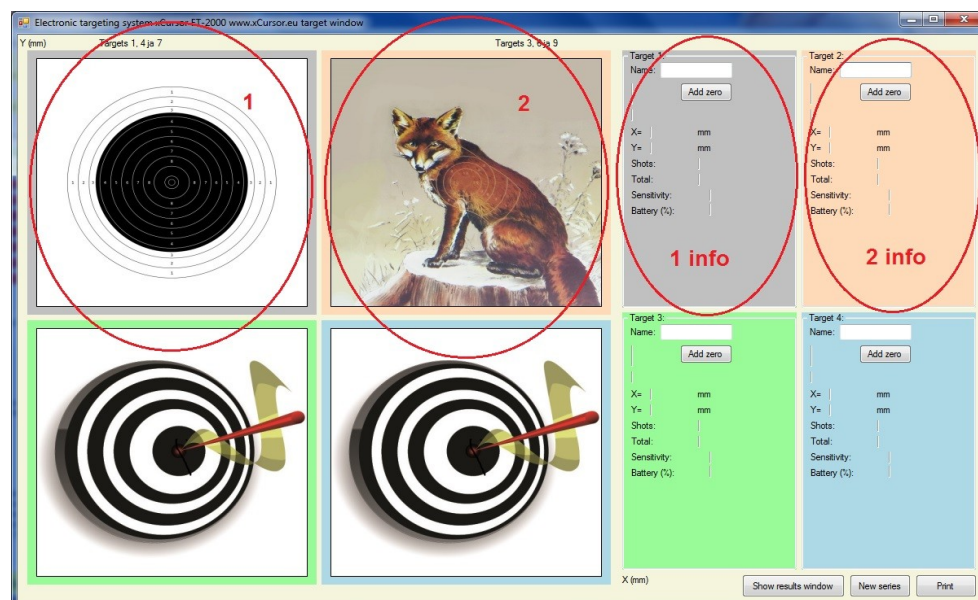 Electronic targeting system xCursor-ET-2000 www.xCursor.eu target window
Y (mm) Targets 1, 4 ja 7 Targets 3, 6 ja 9
1
2
Target 1:
Name:
Add zero
X= mm
Y= mm
Shots:
Total:
Sensitivity:
Battery (%):
1 info
Target 2:
Name:
Add zero
X= mm
Y= mm
Shots:
Total:
Sensitivity:
Battery (%):
2 info
Target 3:
Name:
Add zero
X= mm
Y= mm
Shots:
Total:
Sensitivity:
Battery (%):
Target 4:
Name:
Add zero
X= mm
Y= mm
Shots:
Total:
Sensitivity:
Battery (%):
X (mm)
Show results window New series Print